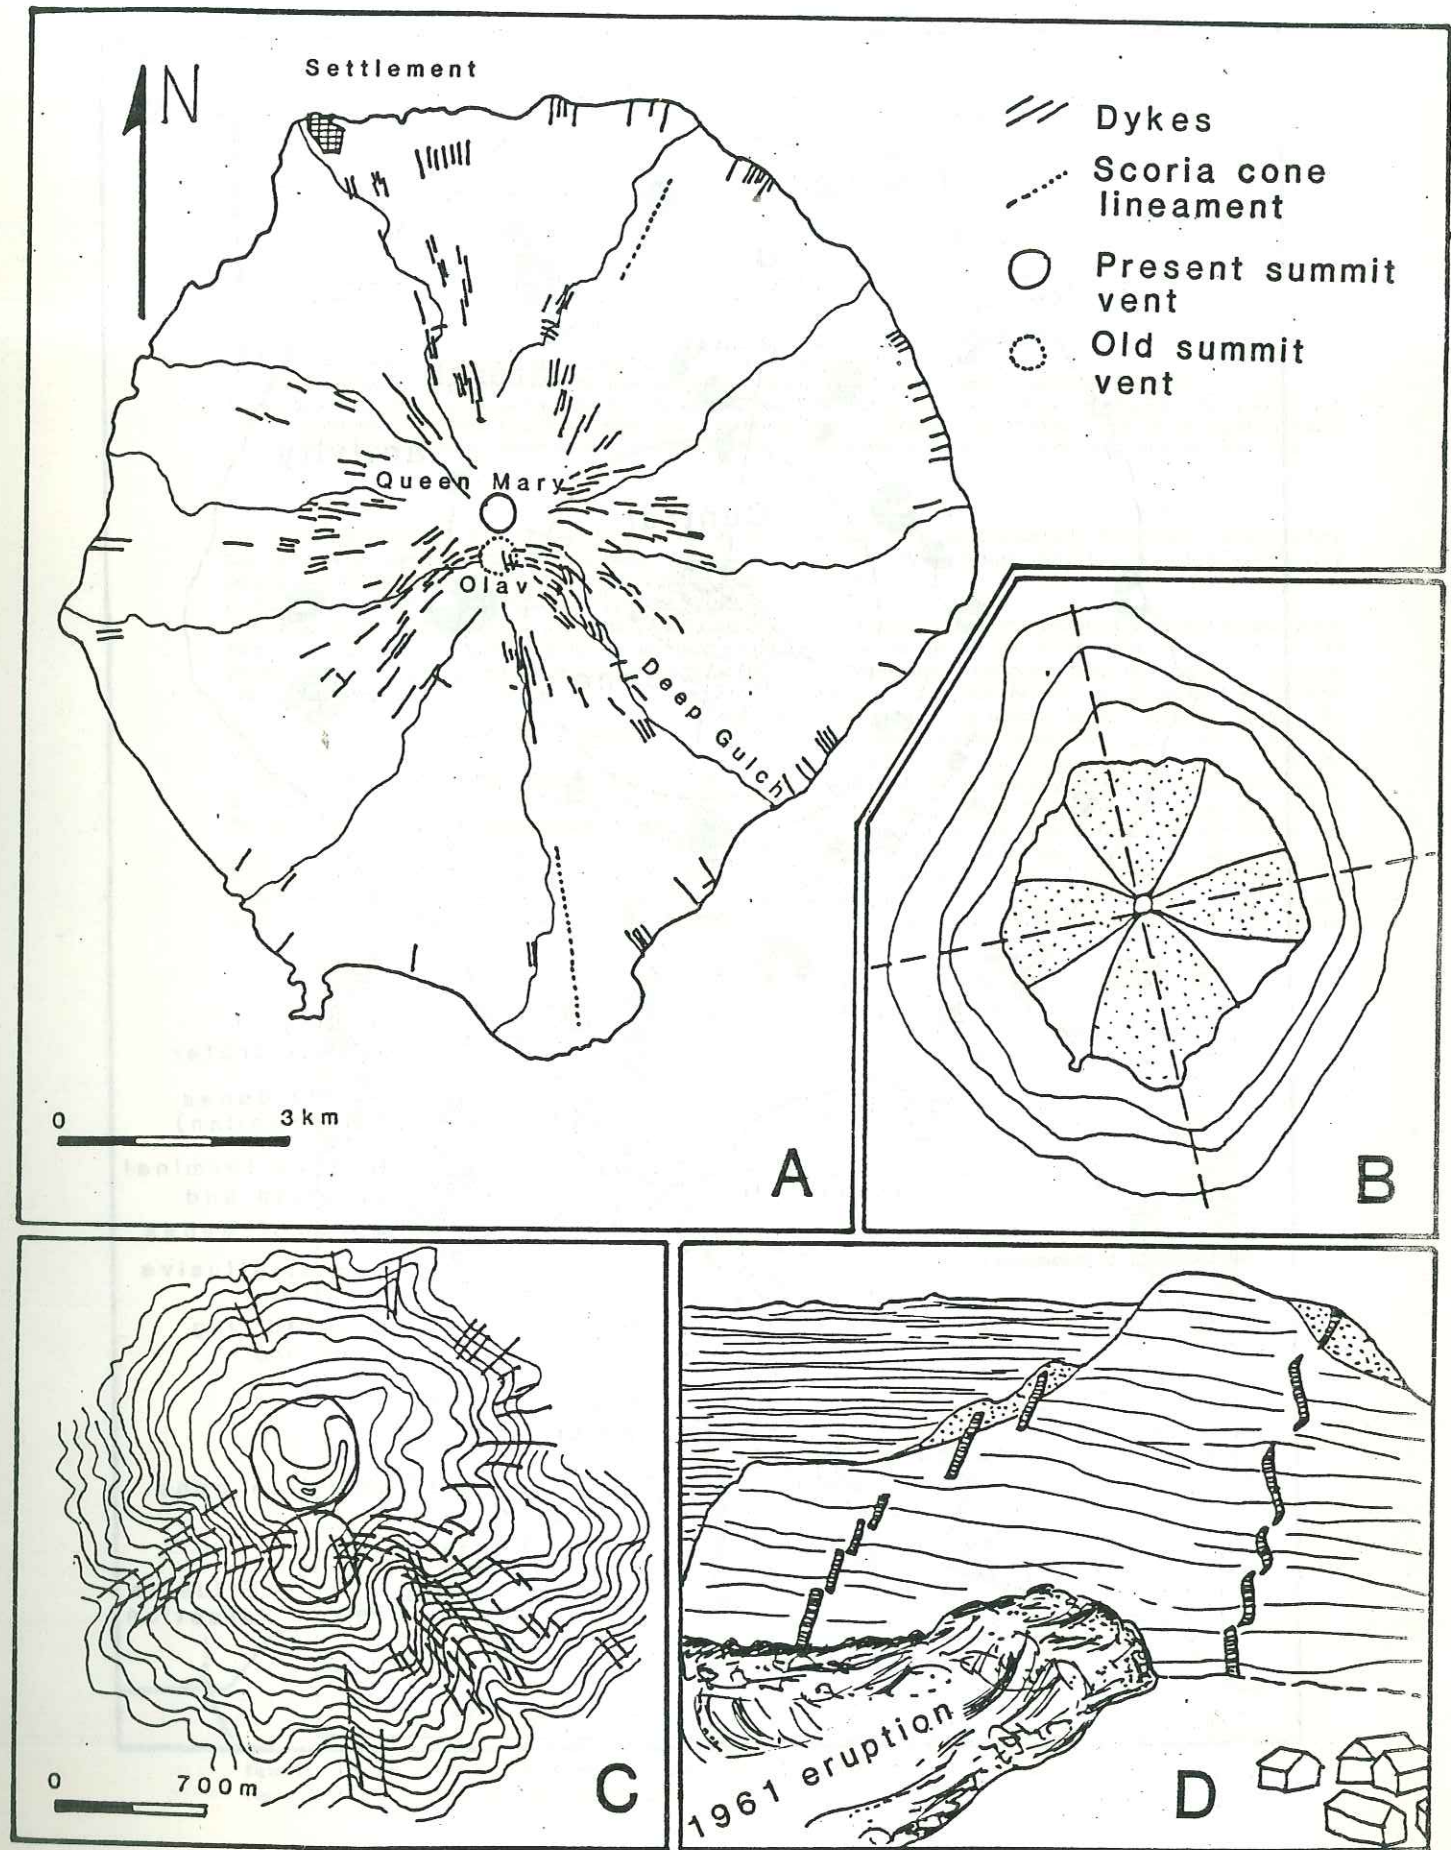 Settlement
N
Dykes
Scoria cone
lineament
Present summit
vent
Old summit
vent
Queen Mary
Olav
Deep Gulch
0 3km
A
B
0 700m
C
1961 eruption
D